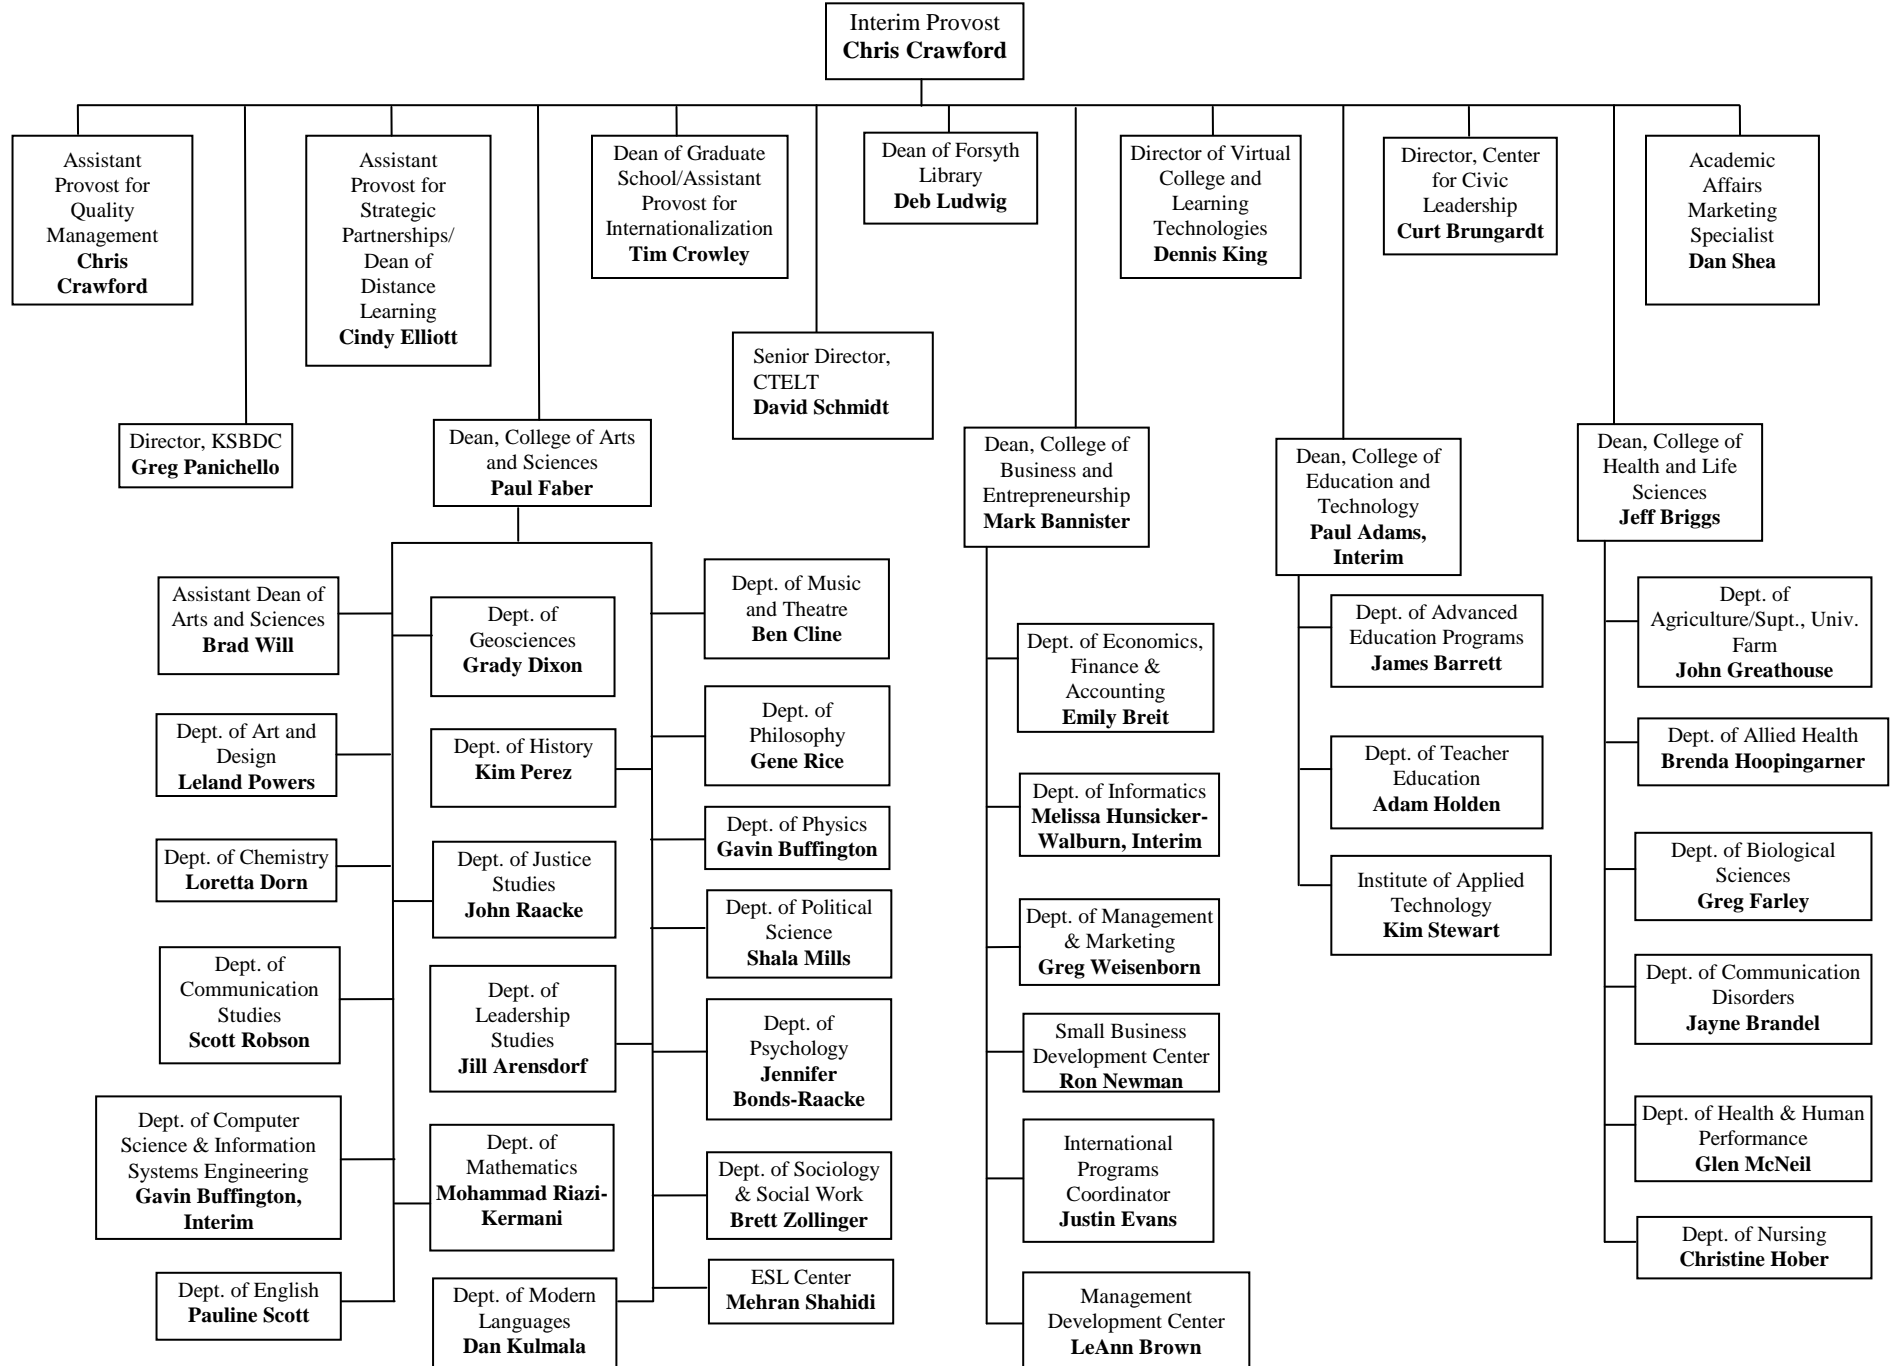 Interim Provost
Chris Crawford
Assistant
Provost for
Quality
Management
Chris
Crawford
Assistant
Provost for
Strategic
Partnerships/
Dean of
Distance
Learning
Cindy Elliott
Dean of Graduate
School/Assistant
Provost for
Internationalization
Tim Crowley
Dean of Forsyth
Library
Deb Ludwig
Director of Virtual
College and
Learning
Technologies
Dennis King
Director, Center
for Civic
Leadership
Curt Brungardt
Academic
Affairs
Marketing
Specialist
Dan Shea
Senior Director,
CTELT
David Schmidt
Director, KSBDC
Greg Panichello
Dean, College of Arts
and Sciences
Paul Faber
Dean, College of
Business and
Entrepreneurship
Mark Bannister
Dean, College of
Education and
Technology
Paul Adams,
Interim
Dean, College of
Health and Life
Sciences
Jeff Briggs
Assistant Dean of
Arts and Sciences
Brad Will
Dept. of Art and
Design
Leland Powers
Dept. of Chemistry
Loretta Dorn
Dept. of
Communication
Studies
Scott Robson
Dept. of Computer
Science & Information
Systems Engineering
Gavin Buffington,
Interim
Dept. of English
Pauline Scott
Dept. of
Geosciences
Grady Dixon
Dept. of History
Kim Perez
Dept. of Justice
Studies
John Raacke
Dept. of
Leadership
Studies
Jill Arensdorf
Dept. of
Mathematics
Mohammad Riazi-
Kermani
Dept. of Modern
Languages
Dan Kulmala
Dept. of Music
and Theatre
Ben Cline
Dept. of
Philosophy
Gene Rice
Dept. of Physics
Gavin Buffington
Dept. of Political
Science
Shala Mills
Dept. of
Psychology
Jennifer
Bonds-Raacke
Dept. of Sociology
& Social Work
Brett Zollinger
ESL Center
Mehran Shahidi
Dept. of Economics,
Finance &
Accounting
Emily Breit
Dept. of Informatics
Melissa Hunsicker-
Walburn, Interim
Dept. of Management
& Marketing
Greg Weisenborn
Small Business
Development Center
Ron Newman
International
Programs
Coordinator
Justin Evans
Management
Development Center
LeAnn Brown
Dept. of Advanced
Education Programs
James Barrett
Dept. of Teacher
Education
Adam Holden
Institute of Applied
Technology
Kim Stewart
Dept. of
Agriculture/Supt., Univ.
Farm
John Greathouse
Dept. of Allied Health
Brenda Hoopingarner
Dept. of Biological
Sciences
Greg Farley
Dept. of Communication
Disorders
Jayne Brandel
Dept. of Health & Human
Performance
Glen McNeil
Dept. of Nursing
Christine Hober